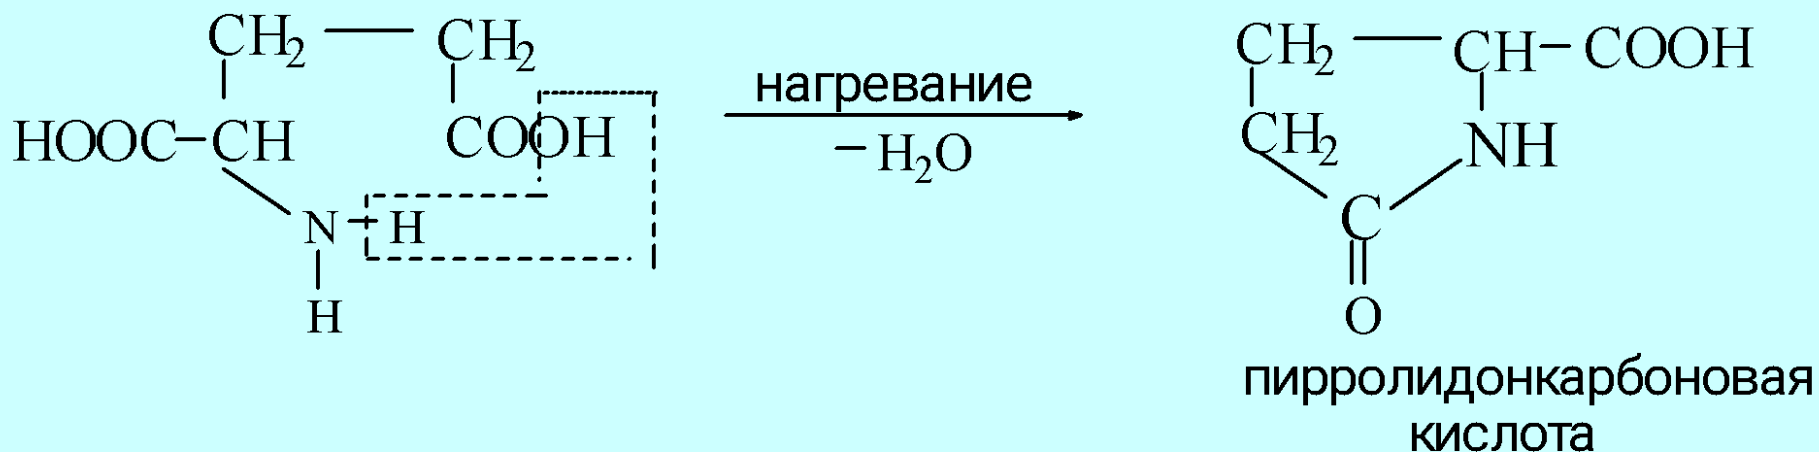 CH₂ — CH₂
HOOC–CH
COOH
N–H
H
нагревание
–H₂O
CH₂ — CH–COOH
CH₂
NH
C
O
пирролидонкарбоновая
кислота